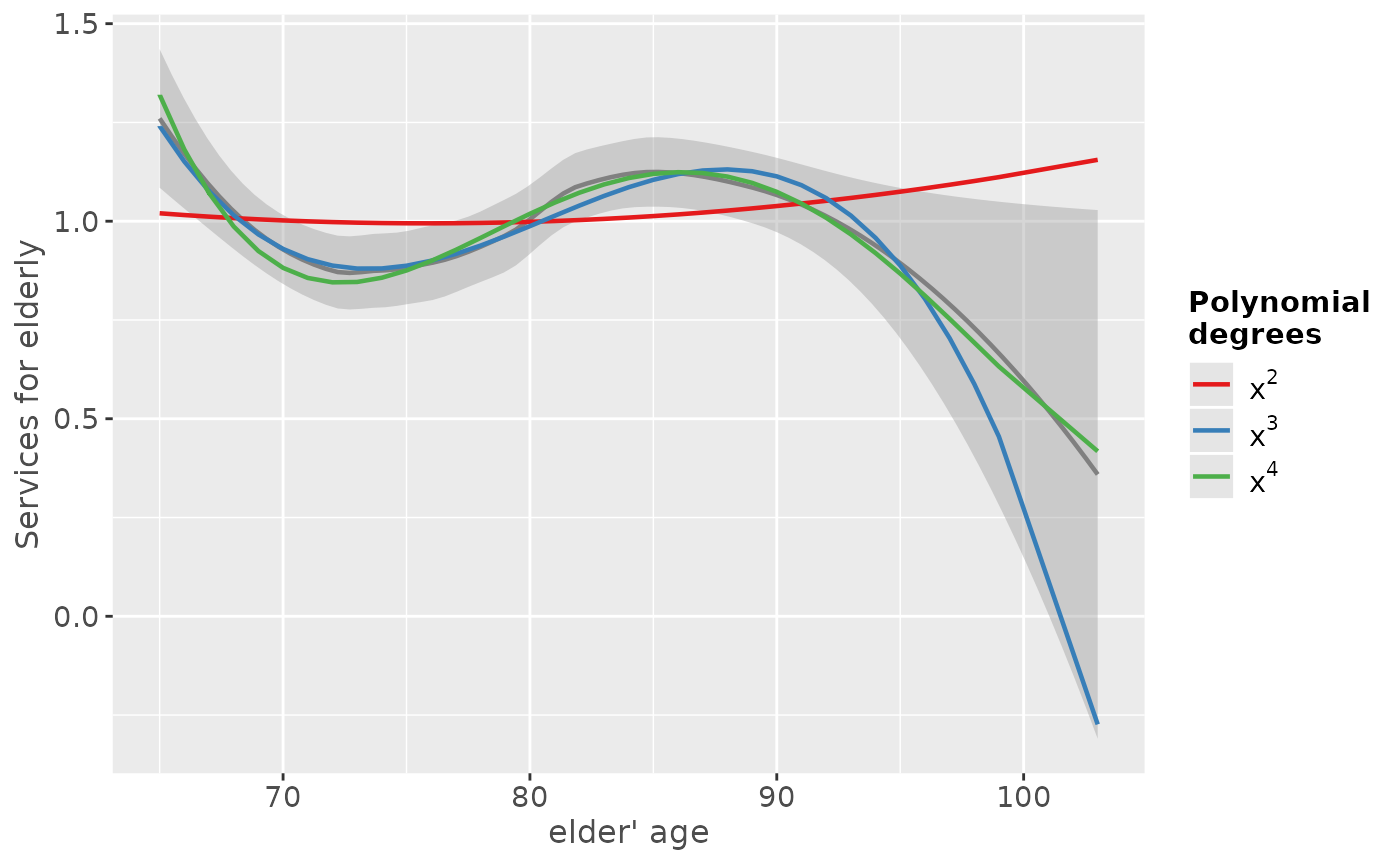 1.5
1.0
0.5
0.0
Services for elderly
70 80 90 100
elder' age
Polynomial
degrees
x²
x³
x⁴